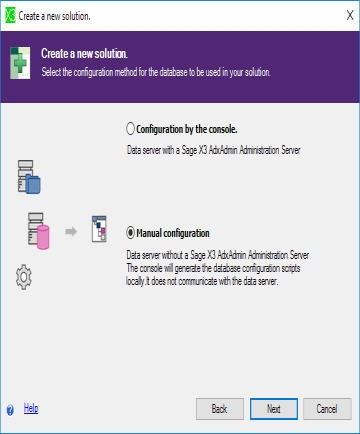 X3 Create a new solution. X
Create a new solution.
Select the configuration method for the database to be used in your solution.
Configuration by the console.
Data server with a Sage X3 AdxAdmin Administration Server
Manual configuration
Data server without a Sage X3 AdxAdmin Administration Server
The console will generate the database configuration scripts
locally.It does not communicate with the data server.
? Help Back Next Cancel